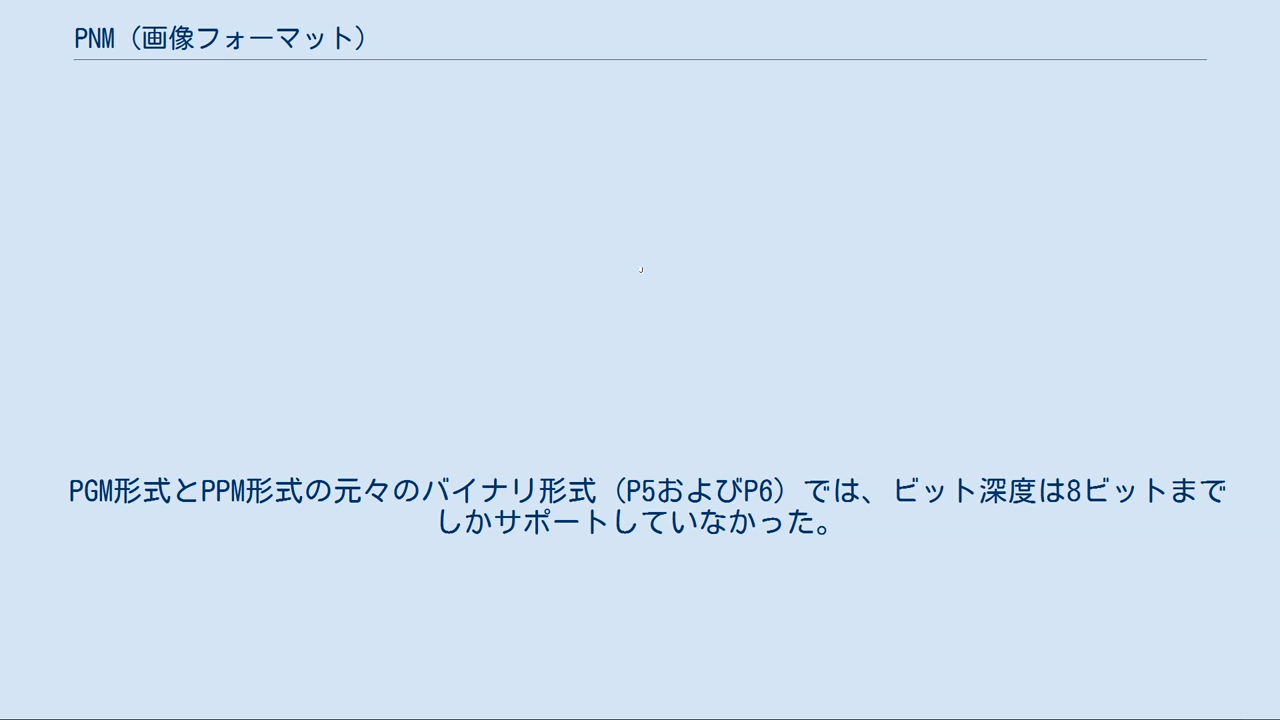 PNM（画像フォーマット）
J
PGM形式とPPM形式の元々のバイナリ形式（P5およびP6）では、ビット深度は8ビットまで
しかサポートしていなかった。